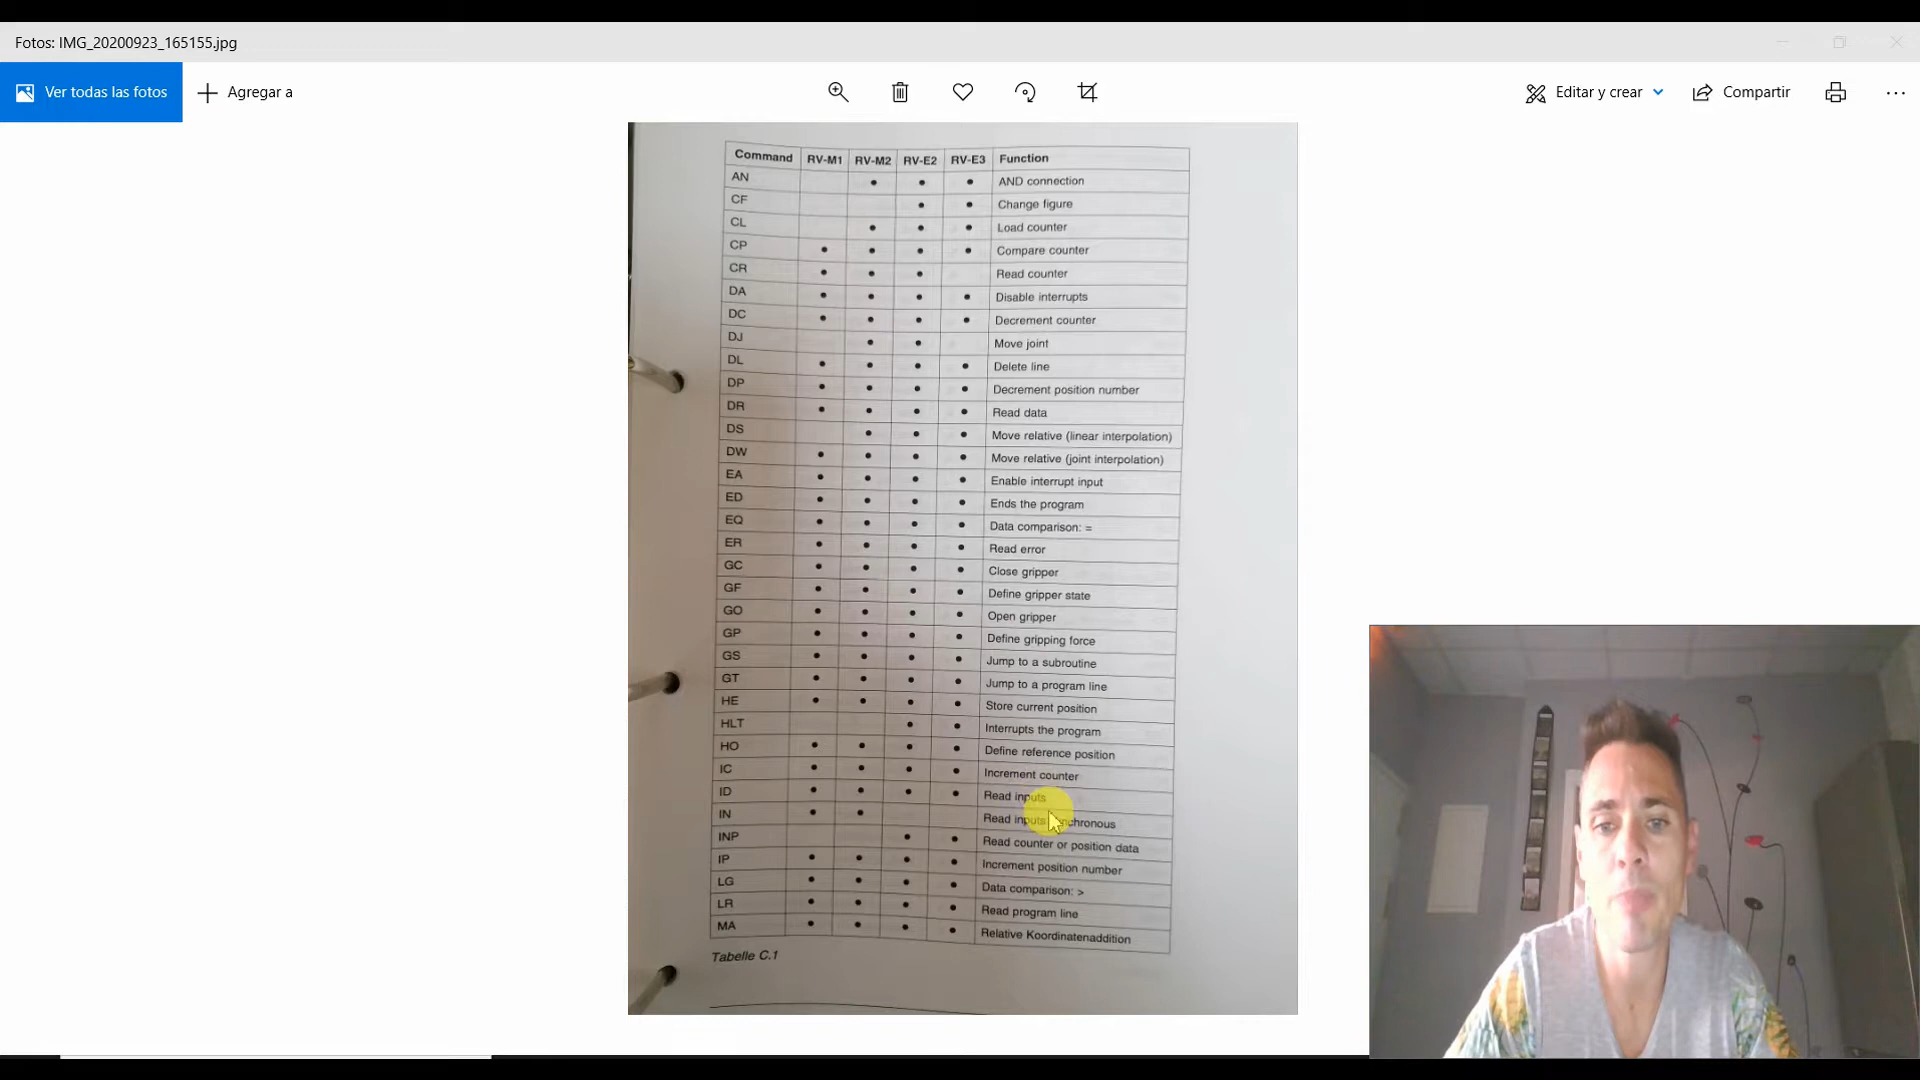 Fotos: IMG_20200923_165155.jpg
Ver todas las fotos
Agregar a
Editar y crear
Compartir
Command RV-M1 RV-M2 RV-E2 RV-E3 Function
AN • • • AND connection
CF • • Change figure
CL • • • Load counter
CP • • • • Compare counter
CR • • • Read counter
DA • • • • Disable interrupts
DC • • • • Decrement counter
DJ • • Move joint
DL • • • • Delete line
DP • • • • Decrement position number
DR • • • • Read data
DS • • • Move relative (linear interpolation)
DW • • • • Move relative (joint interpolation)
EA • • • • Enable interrupt input
ED • • • • Ends the program
EQ • • • • Data comparison: =
ER • • • • Read error
GC • • • • Close gripper
GF • • • • Define gripper state
GO • • • • Open gripper
GP • • • • Define gripping force
GS • • • • Jump to a subroutine
GT • • • • Jump to a program line
HE • • • • Store current position
HLT • • Interrupts the program
HO • • • • Define reference position
IC • • • • Increment counter
ID • • • • Read inputs
IN • • Read inputs
INP • • Read counter or position data
IP • • • • Increment position number
LG • • • • Data comparison: >
LR • • • • Read program line
MA • • • • Relative Koordinatenaddition
Tabelle C.1